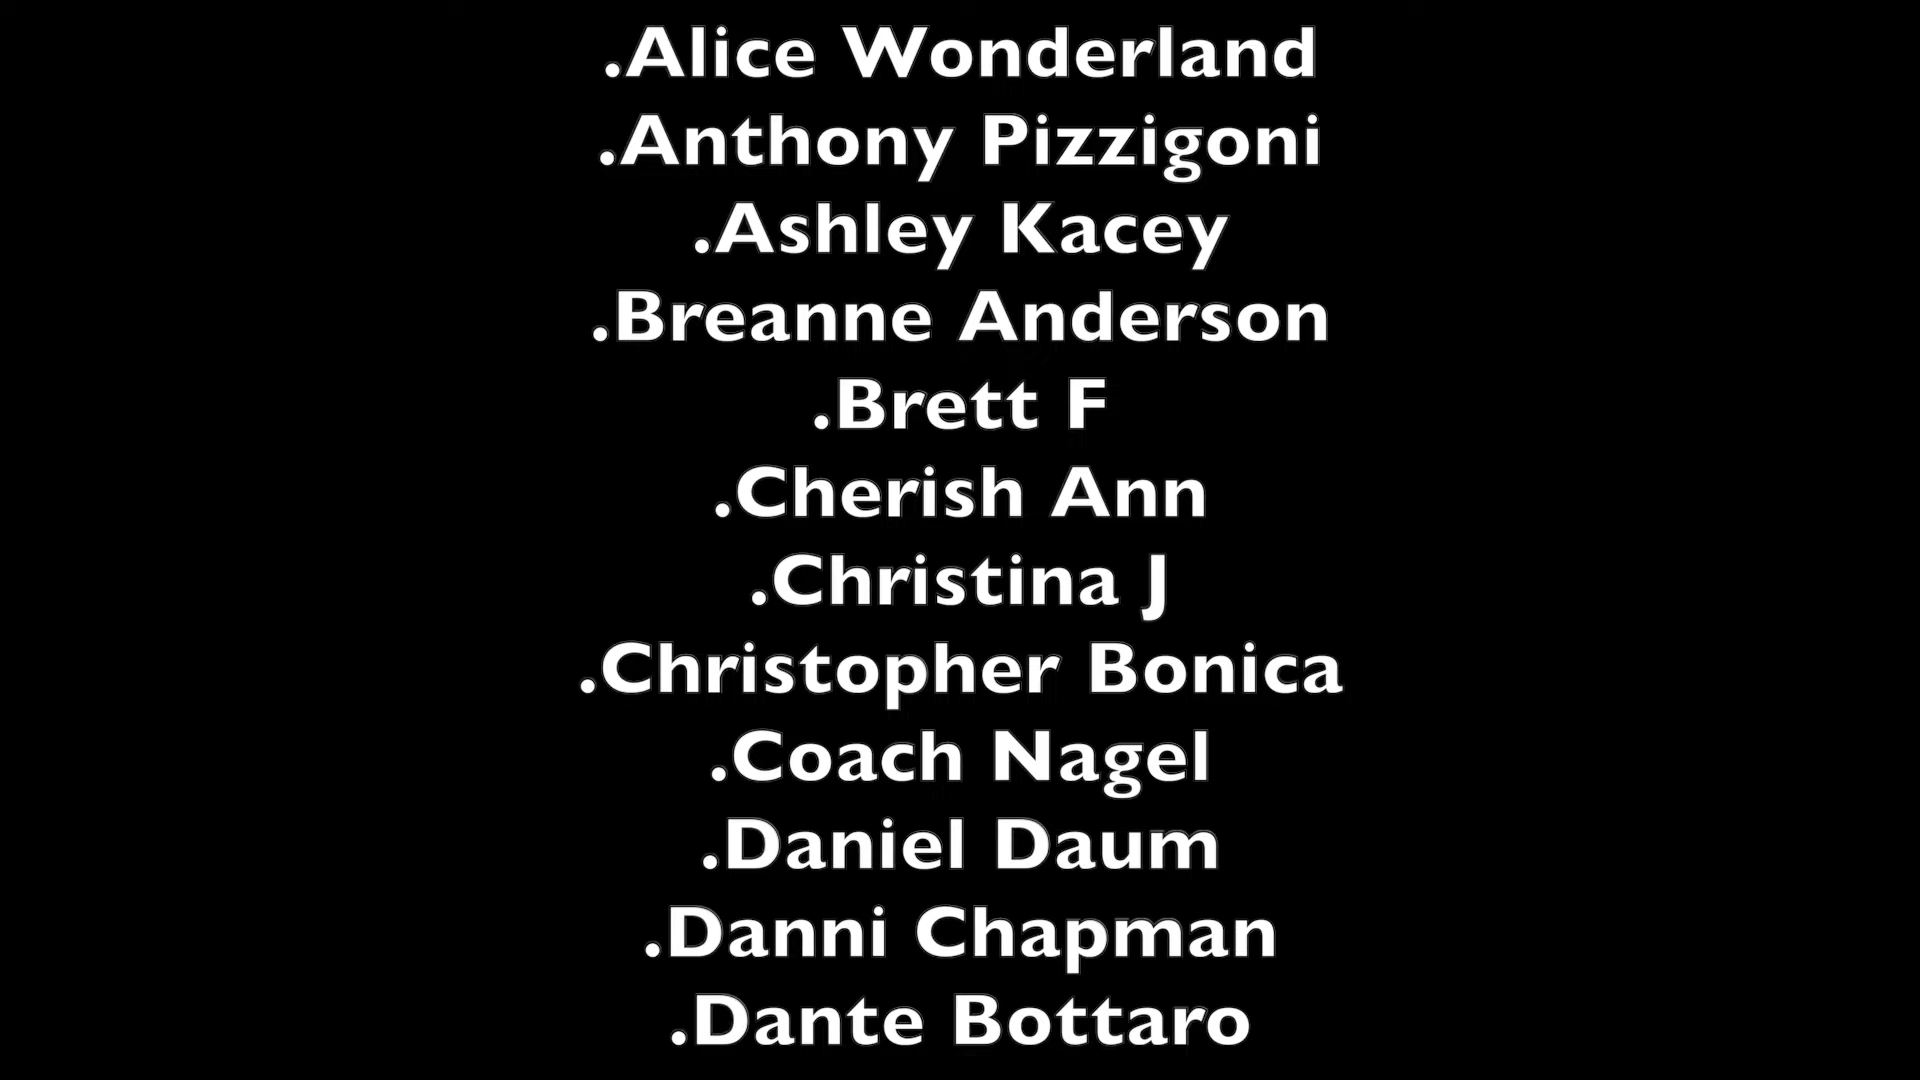 .Alice Wonderland
.Anthony Pizzigoni
.Ashley Kacey
.Breanne Anderson
.Brett F
.Cherish Ann
.Christina J
.Christopher Bonica
.Coach Nagel
.Daniel Daum
.Danni Chapman
.Dante Bottaro